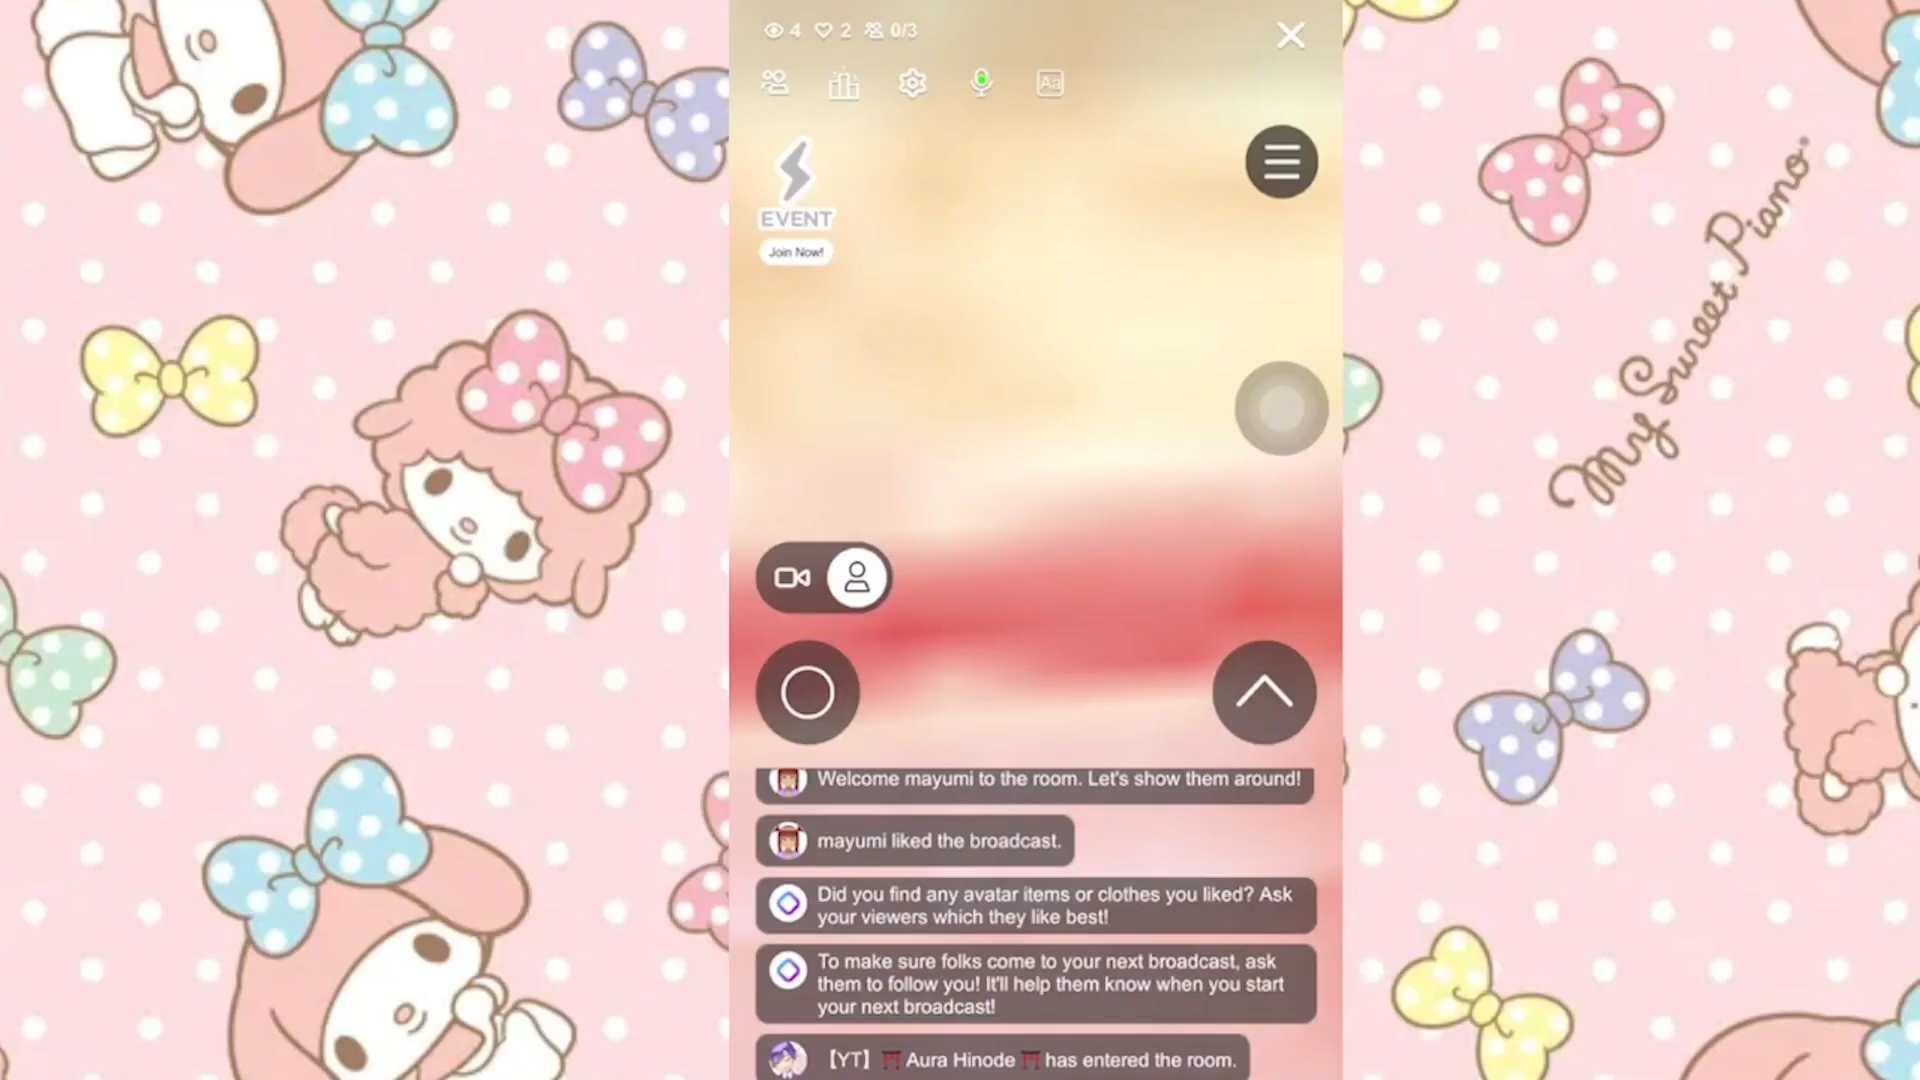 4 2 0/3
Aa
EVENT
Join Now!
My Sweet Piano
Welcome mayumi to the room. Let's show them around!
mayumi liked the broadcast.
Did you find any avatar items or clothes you liked? Ask
your viewers which they like best!
To make sure folks come to your next broadcast, ask
them to follow you! It'll help them know when you start
your next broadcast!
【YT】⛩Aura Hinode⛩has entered the room.